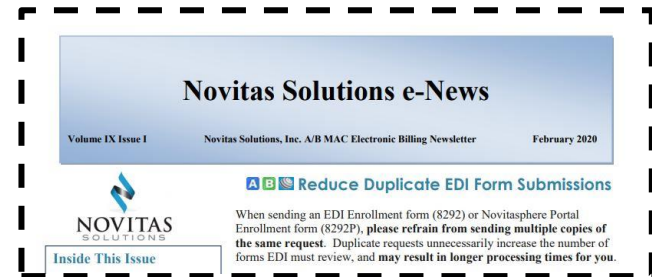 Novitas Solutions e-News
Volume IX Issue I Novitas Solutions, Inc. A/B MAC Electronic Billing Newsletter February 2020
A B Reduce Duplicate EDI Form Submissions
NOVITAS
SOLUTIONS
Inside This Issue
When sending an EDI Enrollment form (8292) or Novitasphere Portal
Enrollment form (8292P), please refrain from sending multiple copies of
the same request. Duplicate requests unnecessarily increase the number of
forms EDI must review, and may result in longer processing times for you.